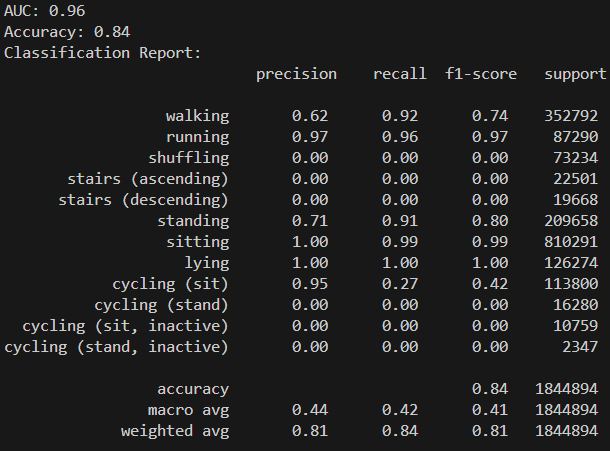 AUC: 0.96
Accuracy: 0.84
Classification Report:
precision recall f1-score support
walking 0.62 0.92 0.74 352792
running 0.97 0.96 0.97 87290
shuffling 0.00 0.00 0.00 73234
stairs (ascending) 0.00 0.00 0.00 22501
stairs (descending) 0.00 0.00 0.00 19668
standing 0.71 0.91 0.80 209658
sitting 1.00 0.99 0.99 810291
lying 1.00 1.00 1.00 126274
cycling (sit) 0.95 0.27 0.42 113800
cycling (stand) 0.00 0.00 0.00 16280
cycling (sit, inactive) 0.00 0.00 0.00 10759
cycling (stand, inactive) 0.00 0.00 0.00 2347
accuracy 0.84 1844894
macro avg 0.44 0.42 0.41 1844894
weighted avg 0.81 0.84 0.81 1844894